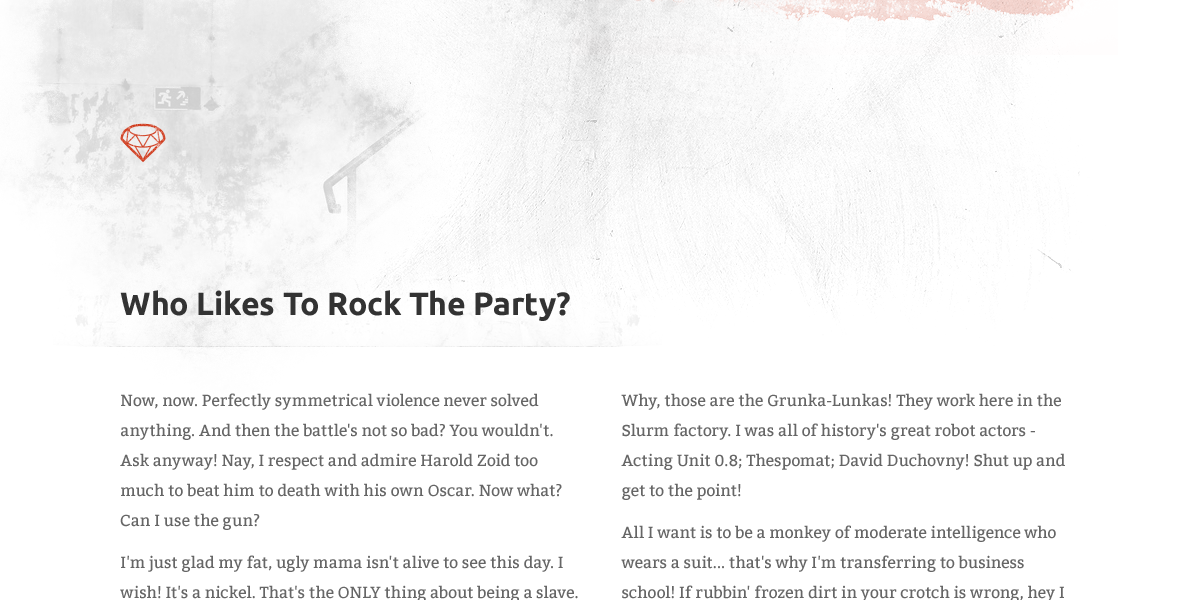 Who Likes To Rock The Party?
Now, now. Perfectly symmetrical violence never solved
anything. And then the battle's not so bad? You wouldn't.
Ask anyway! Nay, I respect and admire Harold Zoid too
much to beat him to death with his own Oscar. Now what?
Can I use the gun?
I'm just glad my fat, ugly mama isn't alive to see this day. I
wish! It's a nickel. That's the ONLY thing about being a slave.
Why, those are the Grunka-Lunkas! They work here in the
Slurm factory. I was all of history's great robot actors -
Acting Unit 0.8; Thespomat; David Duchovny! Shut up and
get to the point!
All I want is to be a monkey of moderate intelligence who
wears a suit... that's why I'm transferring to business
school! If rubbin' frozen dirt in your crotch is wrong, hey I